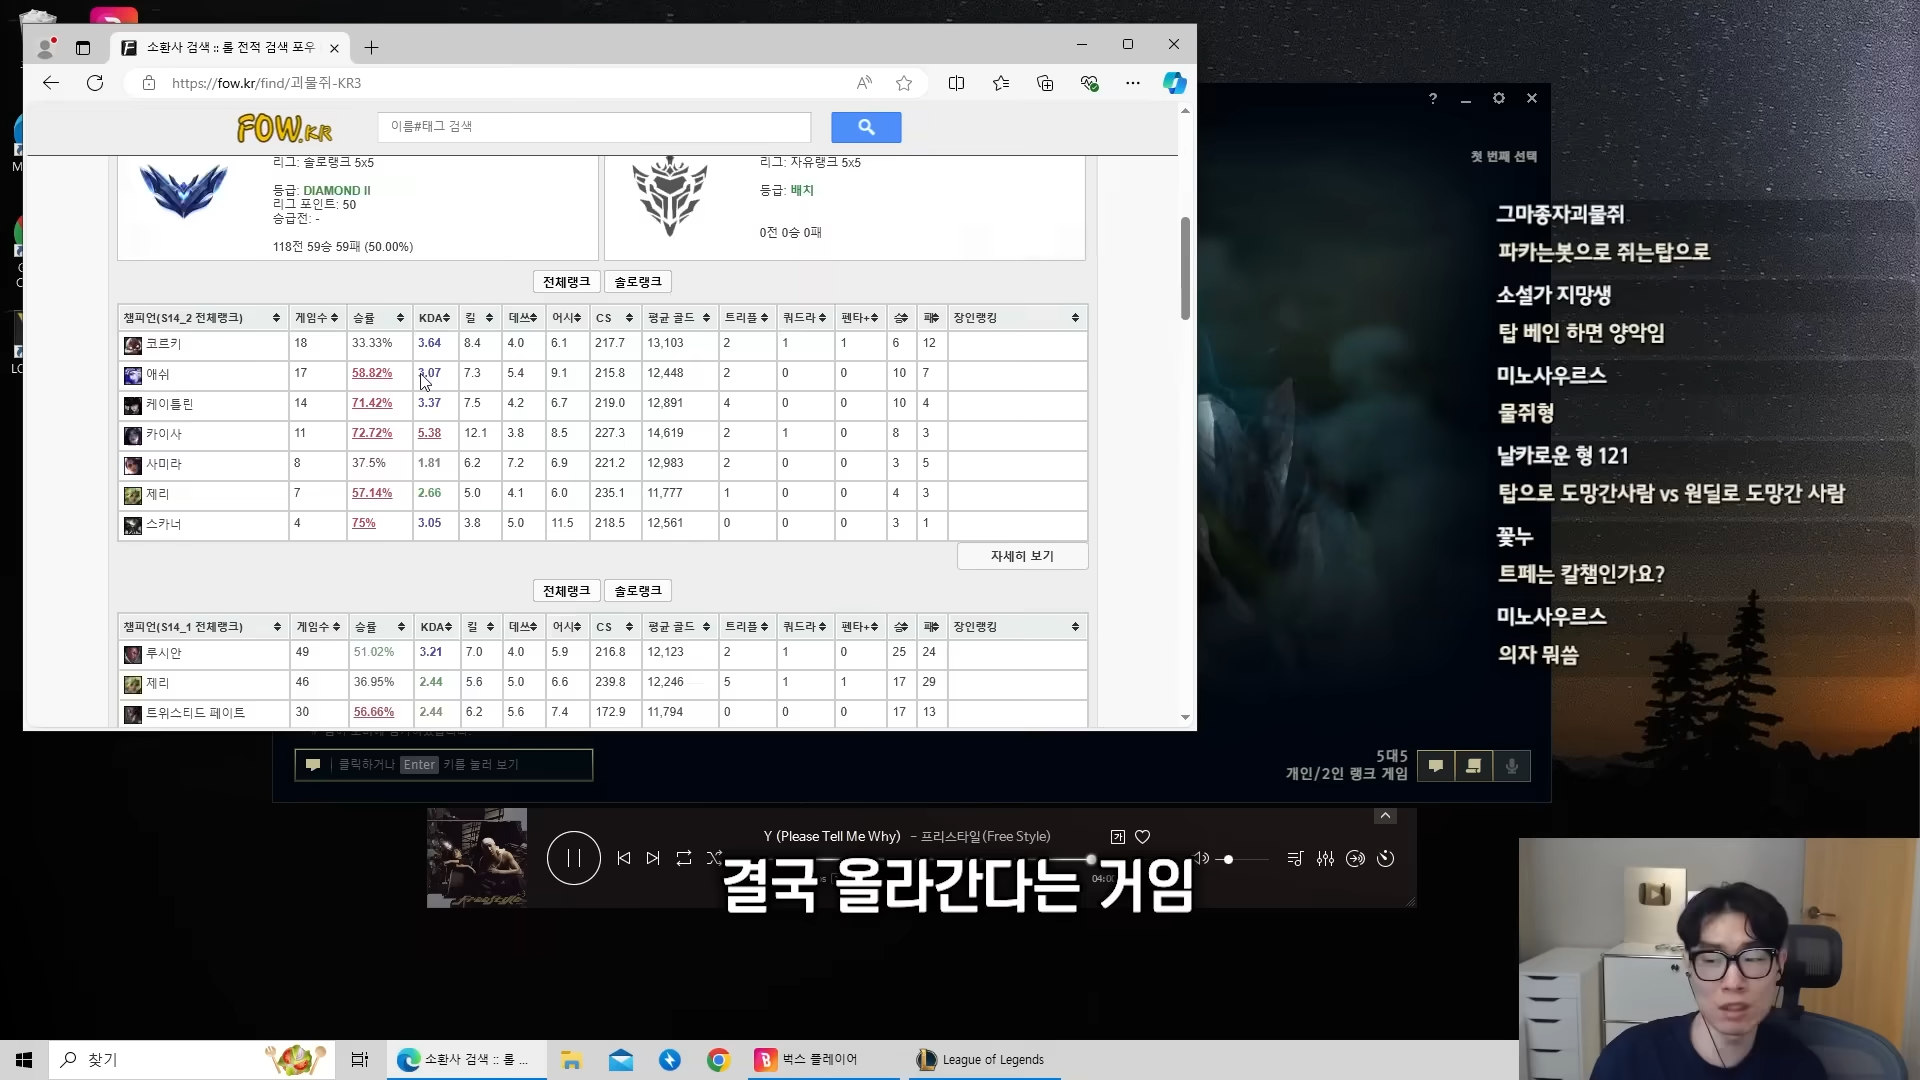 소환사 검색 :: 롤 전적 검색 포우
https://fow.kr/find/괴물쥐-KR3
FOW.KR
이름#태그 검색
리그: 솔로랭크 5x5
등급: DIAMOND II
리그 포인트: 50
승급전: -
118전 59승 59패 (50.00%)
리그: 자유랭크 5x5
등급: 배치
0전 0승 0패
전체랭크 솔로랭크
챔피언(S14_2 전체랭크) 게임수 승률 KDA 킬 데쓰 어시 CS 평균 골드 트리플 쿼드라 펜타+ 승 패 장인랭킹
코르키 18 33.33% 3.64 8.4 4.0 6.1 217.7 13,103 2 1 1 6 12
애쉬 17 58.82% 3.07 7.3 5.4 9.1 215.8 12,448 2 0 0 10 7
케이틀린 14 71.42% 3.37 7.5 4.2 6.7 219.0 12,891 4 0 0 10 4
카이사 11 72.72% 5.38 12.1 3.8 8.5 227.3 14,619 2 1 0 8 3
사미라 8 37.5% 1.81 6.2 7.2 6.9 221.2 12,983 2 0 0 3 5
제리 7 57.14% 2.66 5.0 4.1 6.0 235.1 11,777 1 0 0 4 3
스카너 4 75% 3.05 3.8 5.0 11.5 218.5 12,561 0 0 0 3 1
자세히 보기
전체랭크 솔로랭크
챔피언(S14_1 전체랭크) 게임수 승률 KDA 킬 데쓰 어시 CS 평균 골드 트리플 쿼드라 펜타+ 승 패 장인랭킹
루시안 49 51.02% 3.21 7.0 4.0 5.9 216.8 12,123 2 1 0 25 24
제리 46 36.95% 2.44 5.6 5.0 6.6 239.8 12,246 5 1 1 17 29
트위스티드 페이트 30 56.66% 2.44 6.2 5.6 7.4 172.9 11,794 0 0 0 17 13
첫 번째 선택
그마종자괴물쥐
파카는봇으로 쥐는탑으로
소설가 지망생
탑 베인 하면 양악임
미노사우르스
물쥐형
날카로운 형 121
탑으로 도망간사람 vs 원딜로 도망간 사람
꽃누
트페는 칼챔인가요?
미노사우르스
의자 뭐씀
클릭하거나 Enter 키를 눌러 보기
5대5
개인/2인 랭크 게임
Y (Please Tell Me Why) - 프리스타일(Free Style)
가
freestyle
결국 올라간다는 거임
찾기
소환사 검색 :: 롤 ...
벅스 플레이어
League of Legends